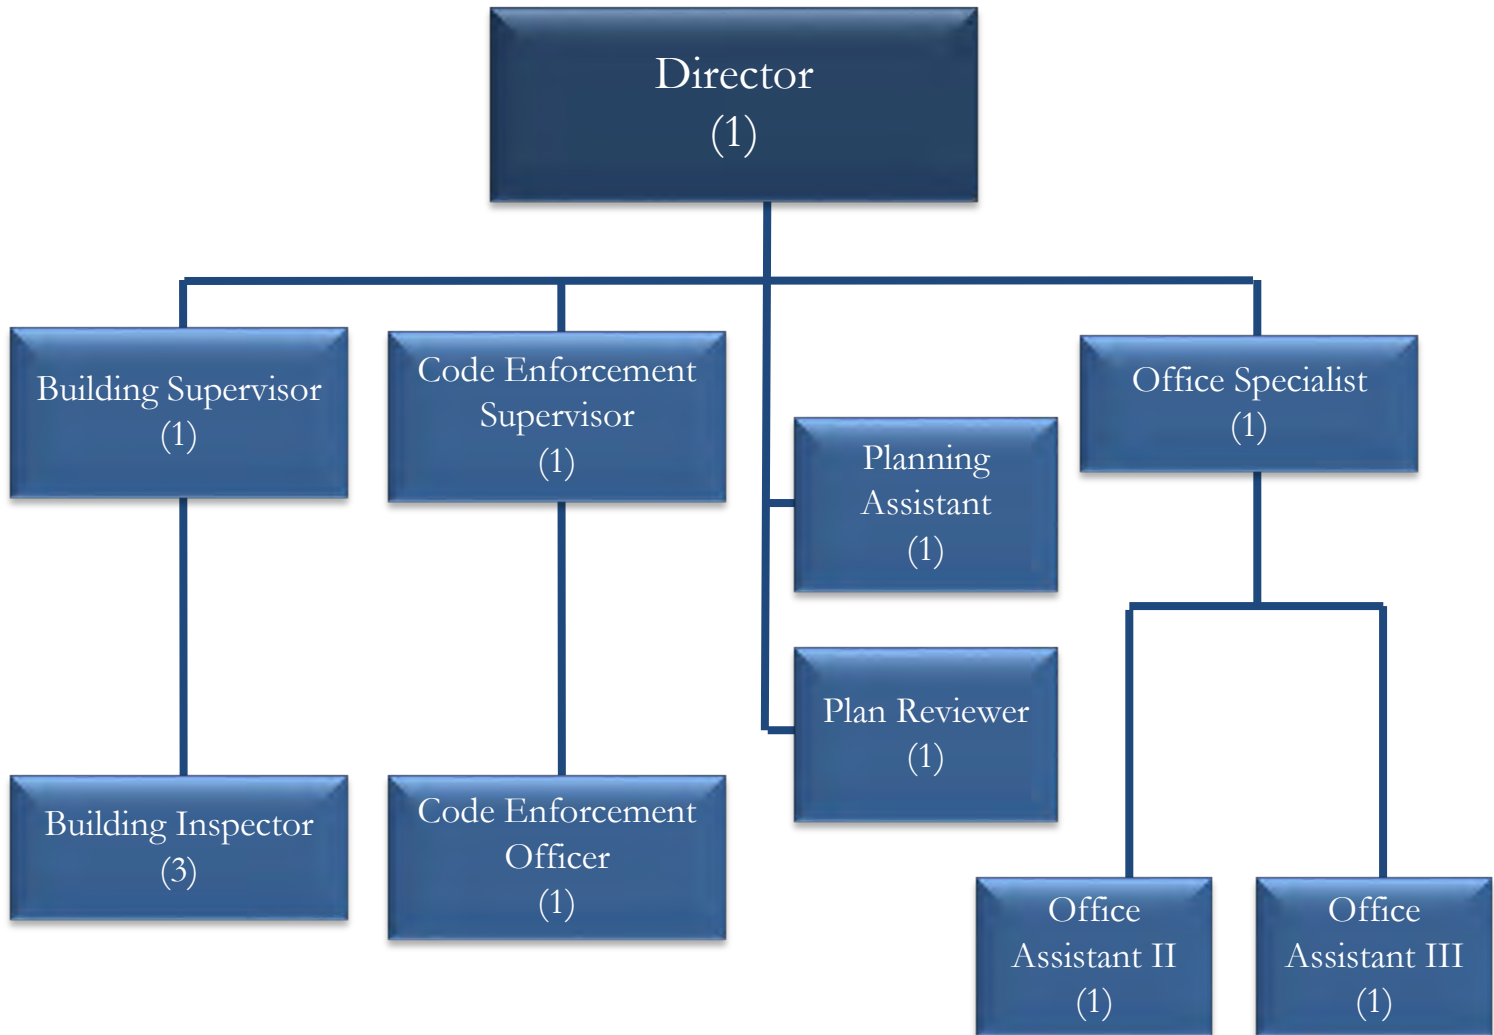 Director
(1)
Building Supervisor
(1)
Code Enforcement
Supervisor
(1)
Planning
Assistant
(1)
Office Specialist
(1)
Plan Reviewer
(1)
Building Inspector
(3)
Code Enforcement
Officer
(1)
Office
Assistant II
(1)
Office
Assistant III
(1)